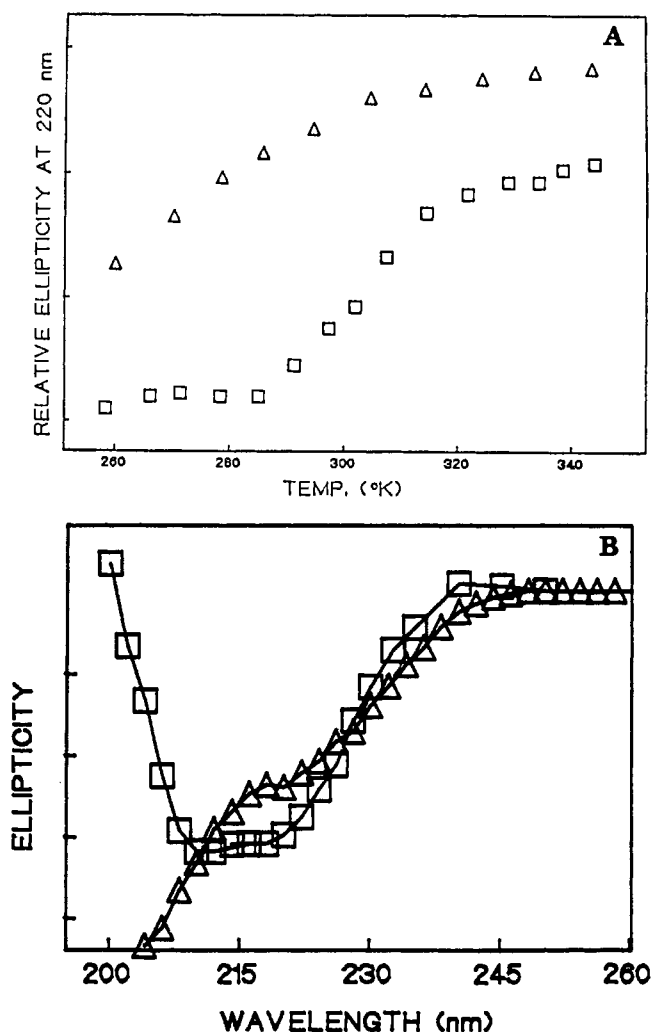 A
RELATIVE ELLIPTICITY AT 220 nm
260 280 300 320 340
TEMP. (°K)
B
ELLIPTICITY
200 215 230 245 260
WAVELENGTH (nm)